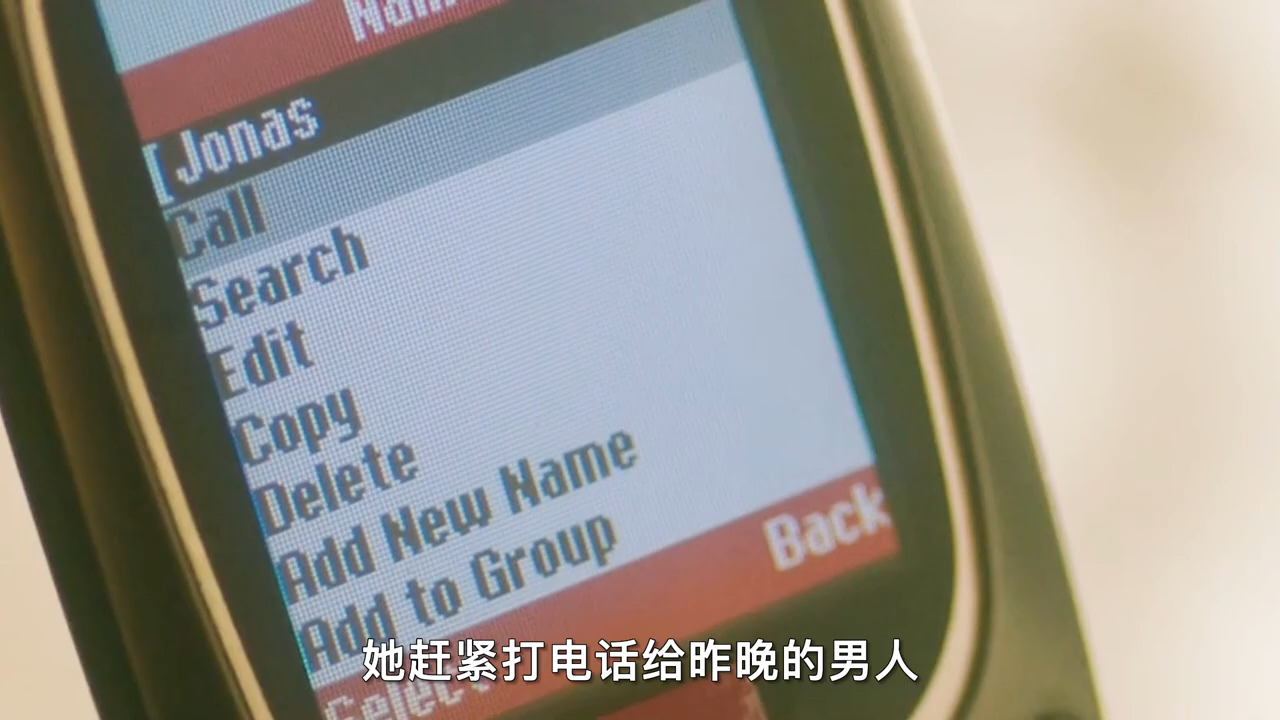 [Jonas
Call
Search
Edit
Copy
Delete
Add New Name
Add to Group
Back
Select
她赶紧打电话给昨晚的男人